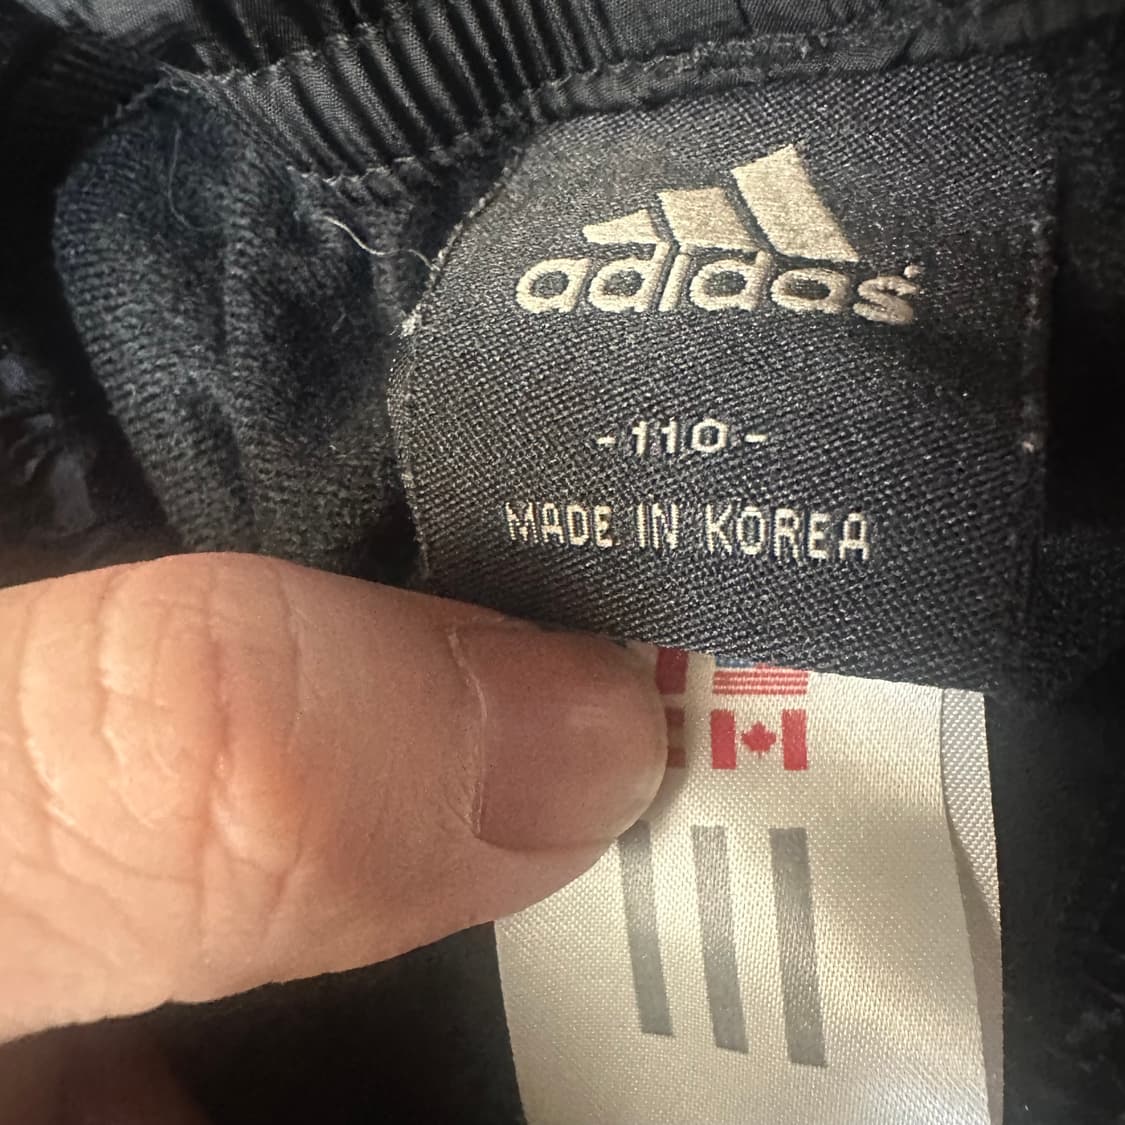 adidas
-110-
MADE IN KOREA